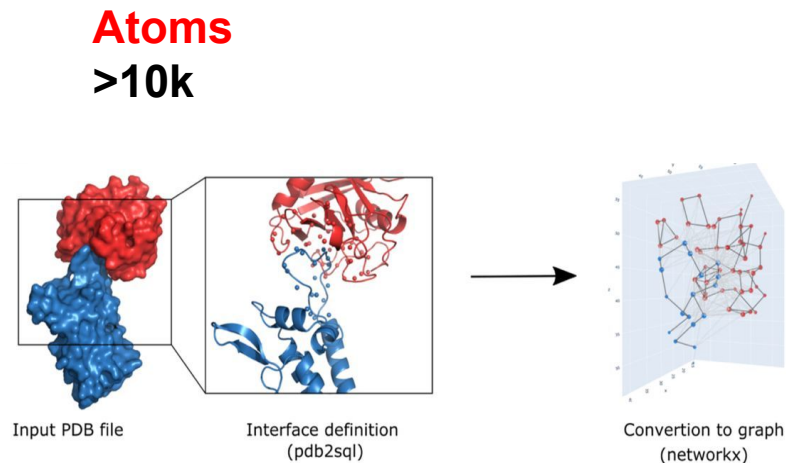 Atoms
>10k
Input PDB file
Interface definition
(pdb2sql)
Convertion to graph
(networkx)